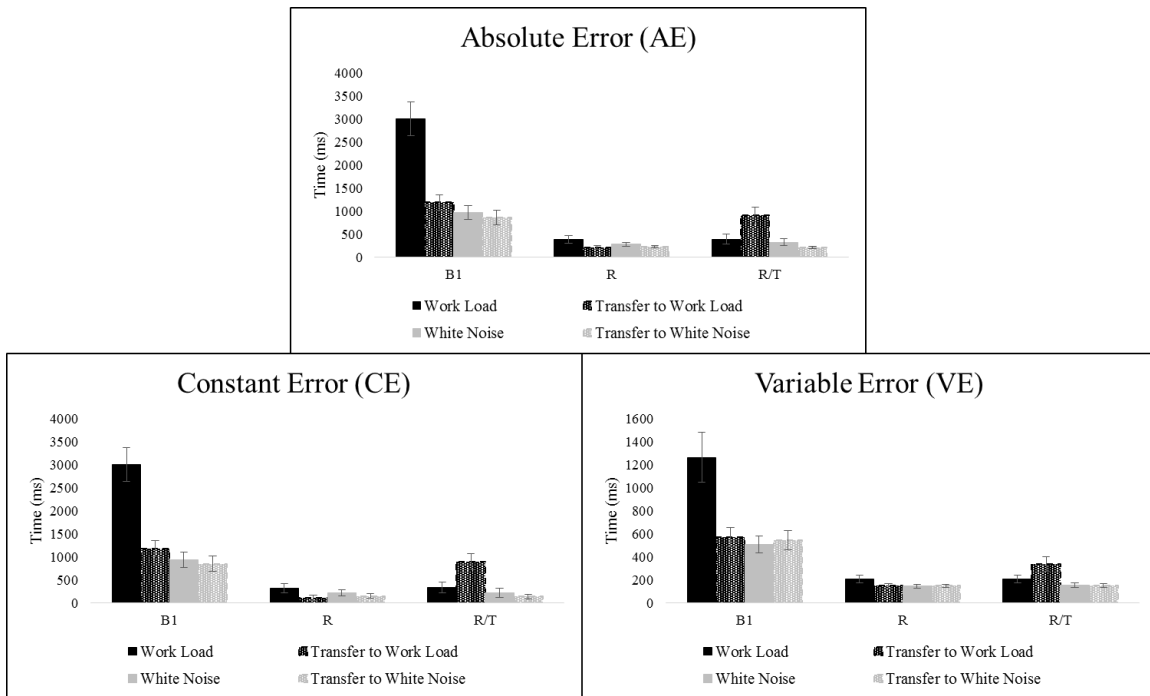 Absolute Error (AE)
Time (ms)
4000
3500
3000
2500
2000
1500
1000
500
0
B1 R R/T
Work Load Transfer to Work Load
White Noise Transfer to White Noise
Constant Error (CE)
Time (ms)
4000
3500
3000
2500
2000
1500
1000
500
0
B1 R R/T
Work Load Transfer to Work Load
White Noise Transfer to White Noise
Variable Error (VE)
Time (ms)
1600
1400
1200
1000
800
600
400
200
0
B1 R R/T
Work Load Transfer to Work Load
White Noise Transfer to White Noise